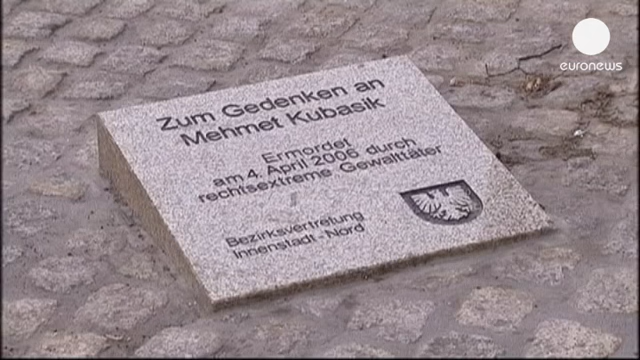 euronews
Zum Gedenken an
Mehmet Kubasik
Ermordet
am 4. April 2006 durch
rechtsextreme Gewalttäter
Bezirksvertretung
Innenstadt - Nord